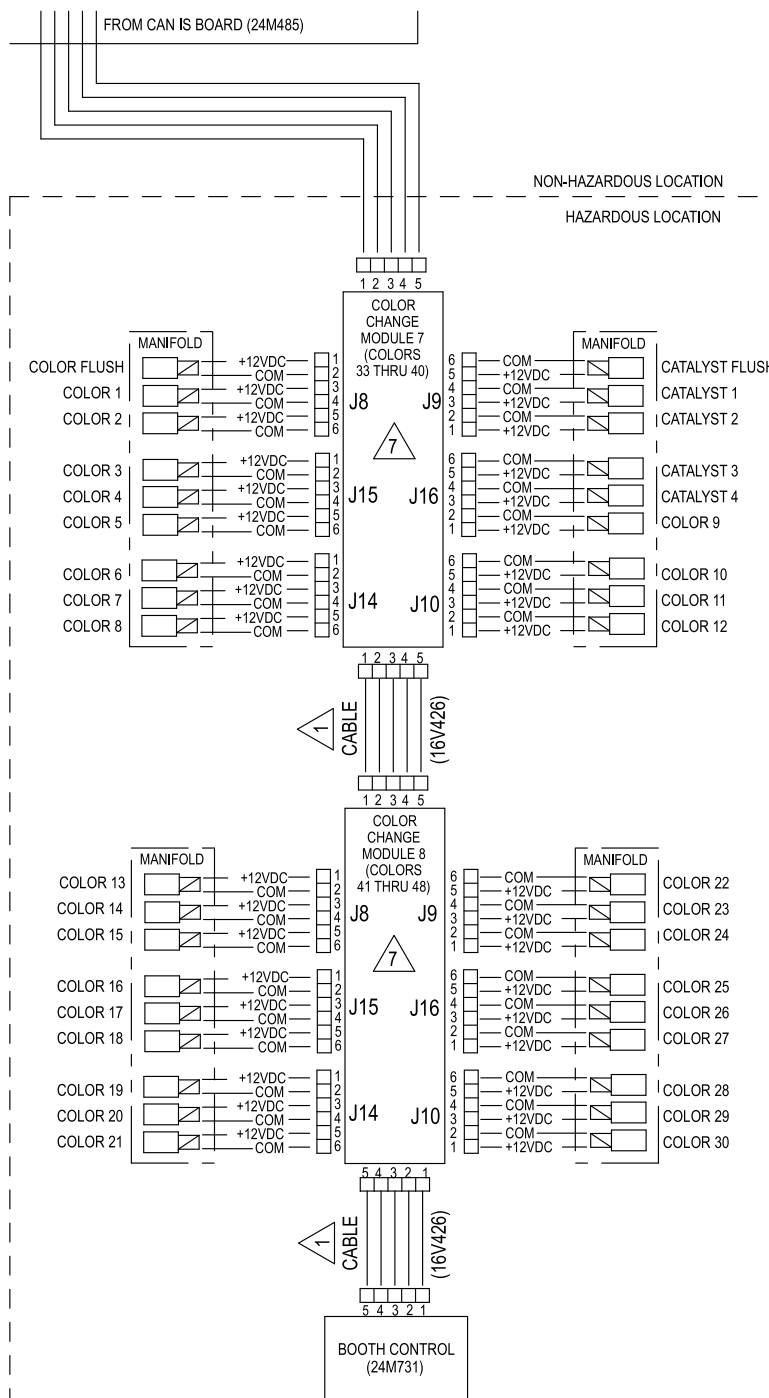 FROM CAN IS BOARD (24M485)
NON-HAZARDOUS LOCATION
HAZARDOUS LOCATION
1 2 3 4 5
COLOR
CHANGE
MODULE 7
(COLORS
33 THRU 40)
MANIFOLD
COLOR FLUSH
COLOR 1
COLOR 2
+12VDC 1
COM 2
+12VDC 3
COM 4
+12VDC 5
COM 6
J8
COLOR 3
COLOR 4
COLOR 5
+12VDC 1
COM 2
+12VDC 3
COM 4
+12VDC 5
COM 6
J15
COLOR 6
COLOR 7
COLOR 8
+12VDC 1
COM 2
+12VDC 3
COM 4
+12VDC 5
COM 6
J14
7
MANIFOLD
J9
6 COM
5 +12VDC
4 COM
3 +12VDC
2 COM
1 +12VDC
CATALYST FLUSH
CATALYST 1
CATALYST 2
J16
6 COM
5 +12VDC
4 COM
3 +12VDC
2 COM
1 +12VDC
CATALYST 3
CATALYST 4
COLOR 9
J10
6 COM
5 +12VDC
4 COM
3 +12VDC
2 COM
1 +12VDC
COLOR 10
COLOR 11
COLOR 12
1 2 3 4 5
1
CABLE
(16V426)
1 2 3 4 5
COLOR
CHANGE
MODULE 8
(COLORS
41 THRU 48)
MANIFOLD
COLOR 13
COLOR 14
COLOR 15
+12VDC 1
COM 2
+12VDC 3
COM 4
+12VDC 5
COM 6
J8
COLOR 16
COLOR 17
COLOR 18
+12VDC 1
COM 2
+12VDC 3
COM 4
+12VDC 5
COM 6
J15
COLOR 19
COLOR 20
COLOR 21
+12VDC 1
COM 2
+12VDC 3
COM 4
+12VDC 5
COM 6
J14
7
MANIFOLD
J9
6 COM
5 +12VDC
4 COM
3 +12VDC
2 COM
1 +12VDC
COLOR 22
COLOR 23
COLOR 24
J16
6 COM
5 +12VDC
4 COM
3 +12VDC
2 COM
1 +12VDC
COLOR 25
COLOR 26
COLOR 27
J10
6 COM
5 +12VDC
4 COM
3 +12VDC
2 COM
1 +12VDC
COLOR 28
COLOR 29
COLOR 30
5 4 3 2 1
1
CABLE
(16V426)
5 4 3 2 1
BOOTH CONTROL
(24M731)